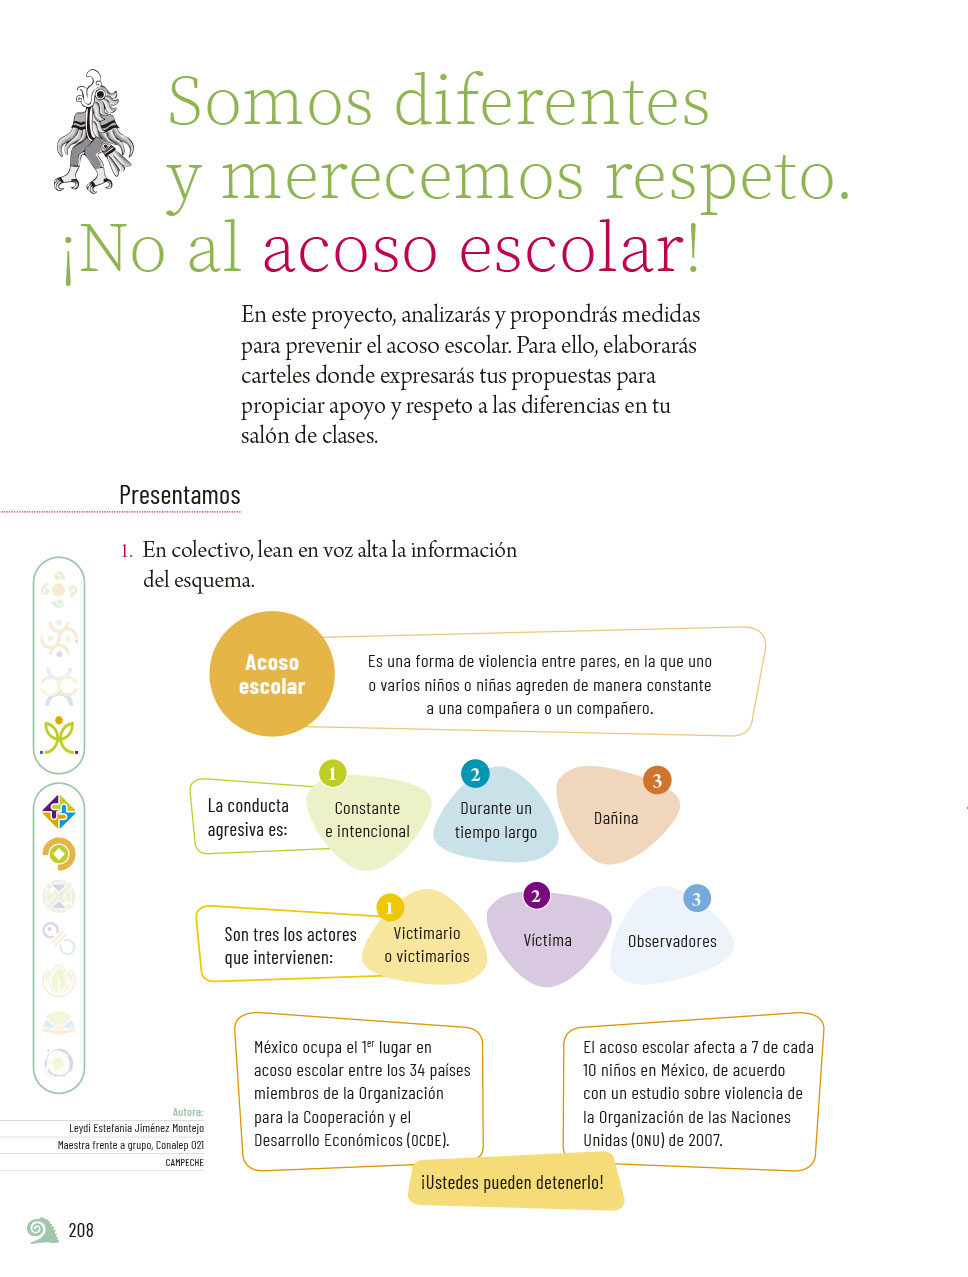 Somos diferentes
y merecemos respeto.
¡No al acoso escolar!
En este proyecto, analizarás y propondrás medidas
para prevenir el acoso escolar. Para ello, elaborarás
carteles donde expresarás tus propuestas para
propiciar apoyo y respeto a las diferencias en tu
salón de clases.
Presentamos
1. En colectivo, lean en voz alta la información
del esquema.
Acoso
escolar
Es una forma de violencia entre pares, en la que uno
o varios niños o niñas agreden de manera constante
a una compañera o un compañero.
La conducta
agresiva es:
1
Constante
e intencional
2
Durante un
tiempo largo
3
Dañina
Son tres los actores
que intervienen:
1
Victimario
o victimarios
2
Víctima
3
Observadores
México ocupa el 1er lugar en
acoso escolar entre los 34 países
miembros de la Organización
para la Cooperación y el
Desarrollo Económicos (OCDE).
El acoso escolar afecta a 7 de cada
10 niños en México, de acuerdo
con un estudio sobre violencia de
la Organización de las Naciones
Unidas (ONU) de 2007.
¡Ustedes pueden detenerlo!
Autora:
Leydi Estefania Jiménez Montejo
Maestra frente a grupo, Conalep 021
CAMPECHE
208